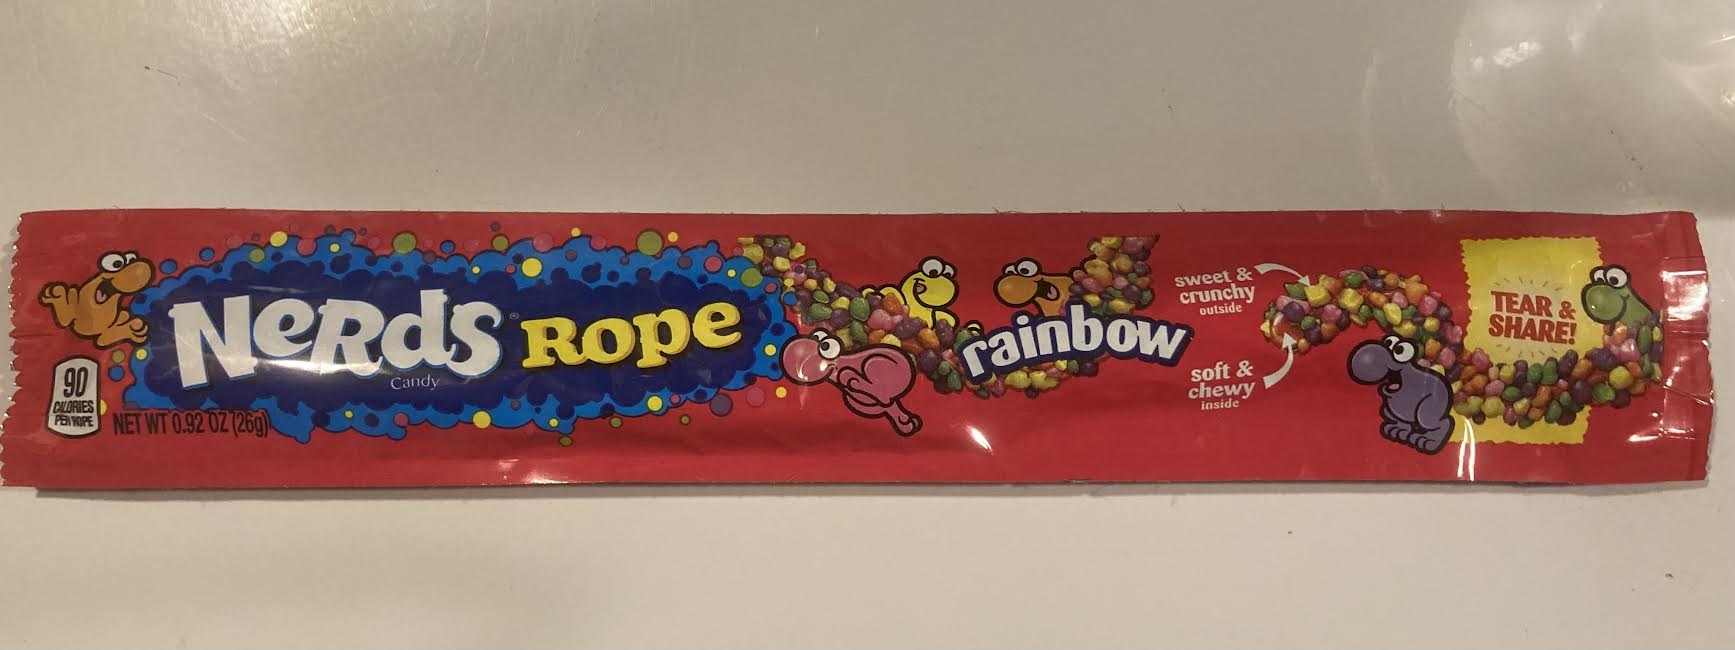 NeRdS® Rope
Candy
90
CALORIES
PER ROPE
NET WT 0.92 OZ (26g)
rainbow
sweet &
crunchy
outside
soft &
chewy
inside
TEAR &
SHARE!